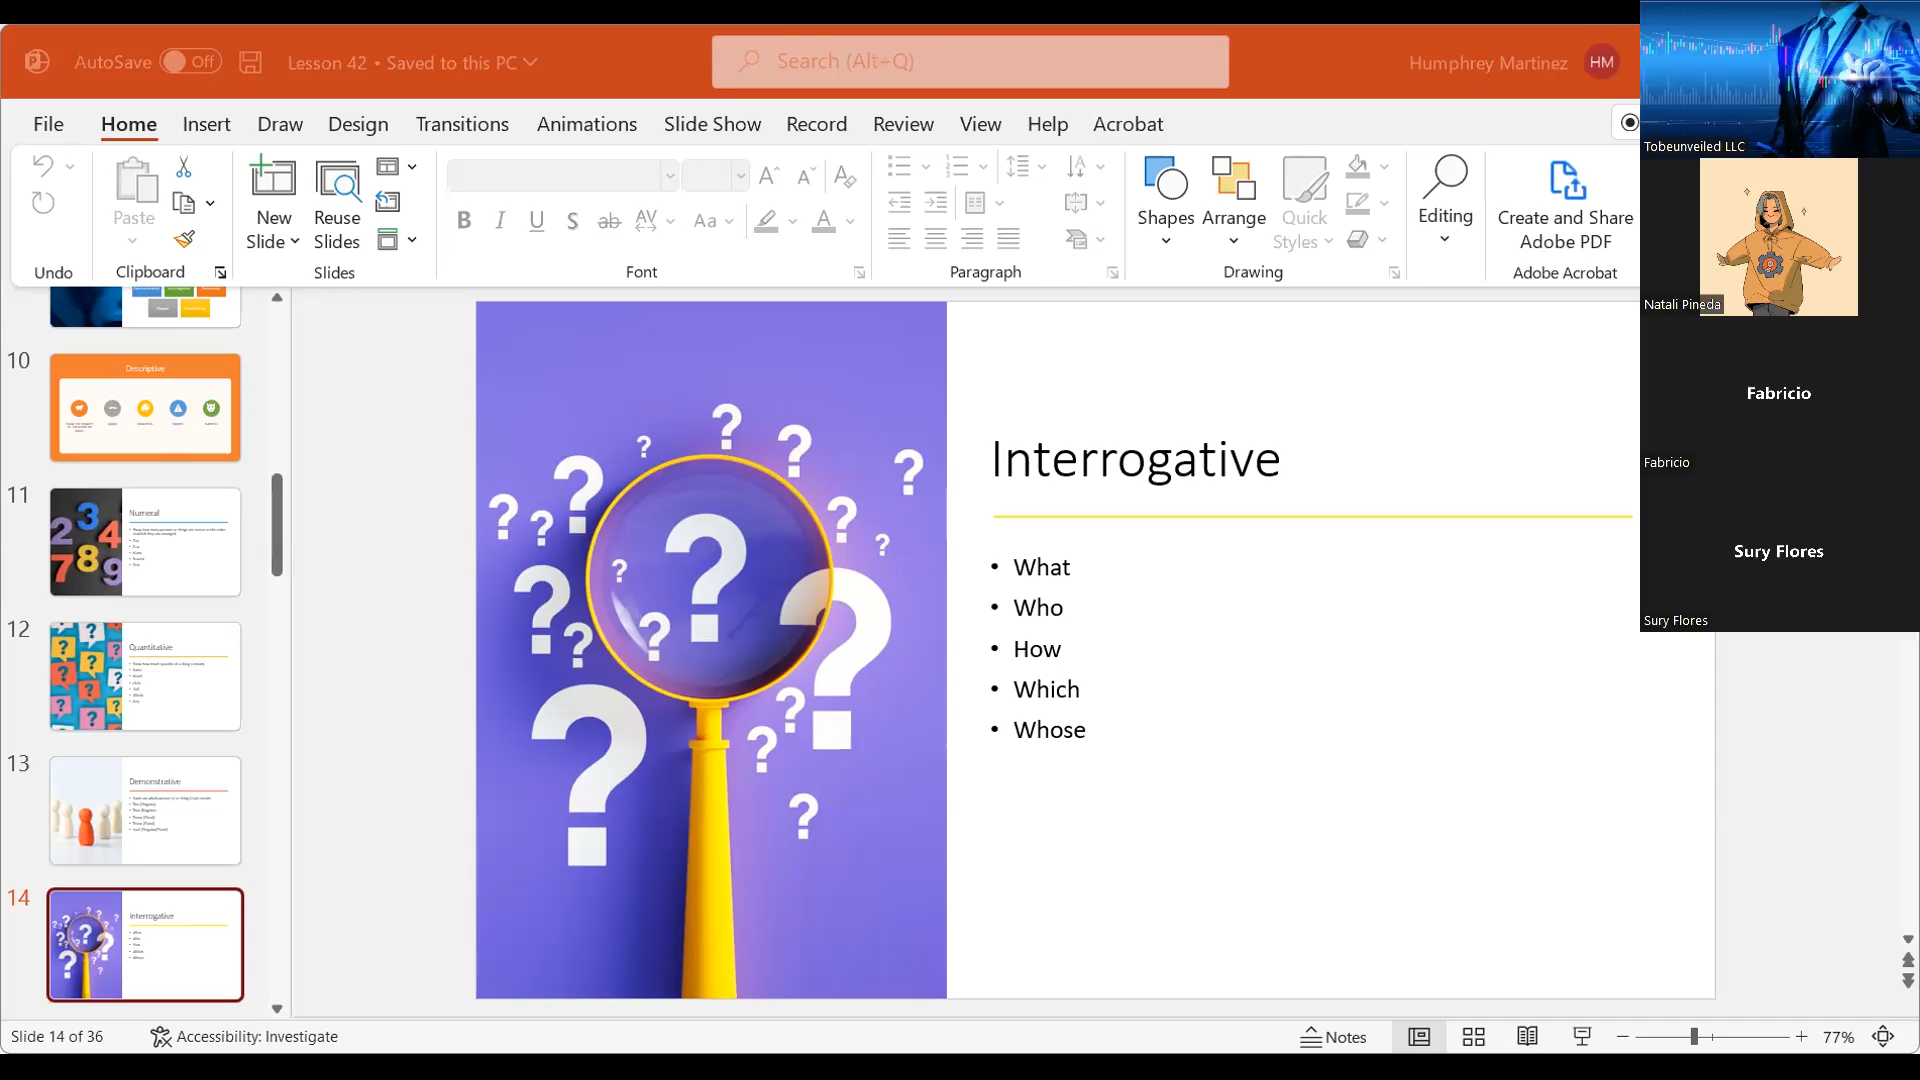 AutoSave Off Lesson 42 • Saved to this PC Search (Alt+Q) Humphrey Martinez HM
File Home Insert Draw Design Transitions Animations Slide Show Record Review View Help Acrobat
Paste New Slide Reuse Slides B I U S ab AV Aa A Shapes Arrange Quick Styles Editing Create and Share Adobe PDF
Undo Clipboard Slides Font Paragraph Drawing Adobe Acrobat
10
Descriptive
11
Numeral
12
Quantitative
13
Demonstrative
14
Interrogative
Interrogative
• What
• Who
• How
• Which
• Whose
Tobeunveiled LLC
Natali Pineda
Fabricio
Fabricio
Sury Flores
Sury Flores
Slide 14 of 36 Accessibility: Investigate Notes 77%